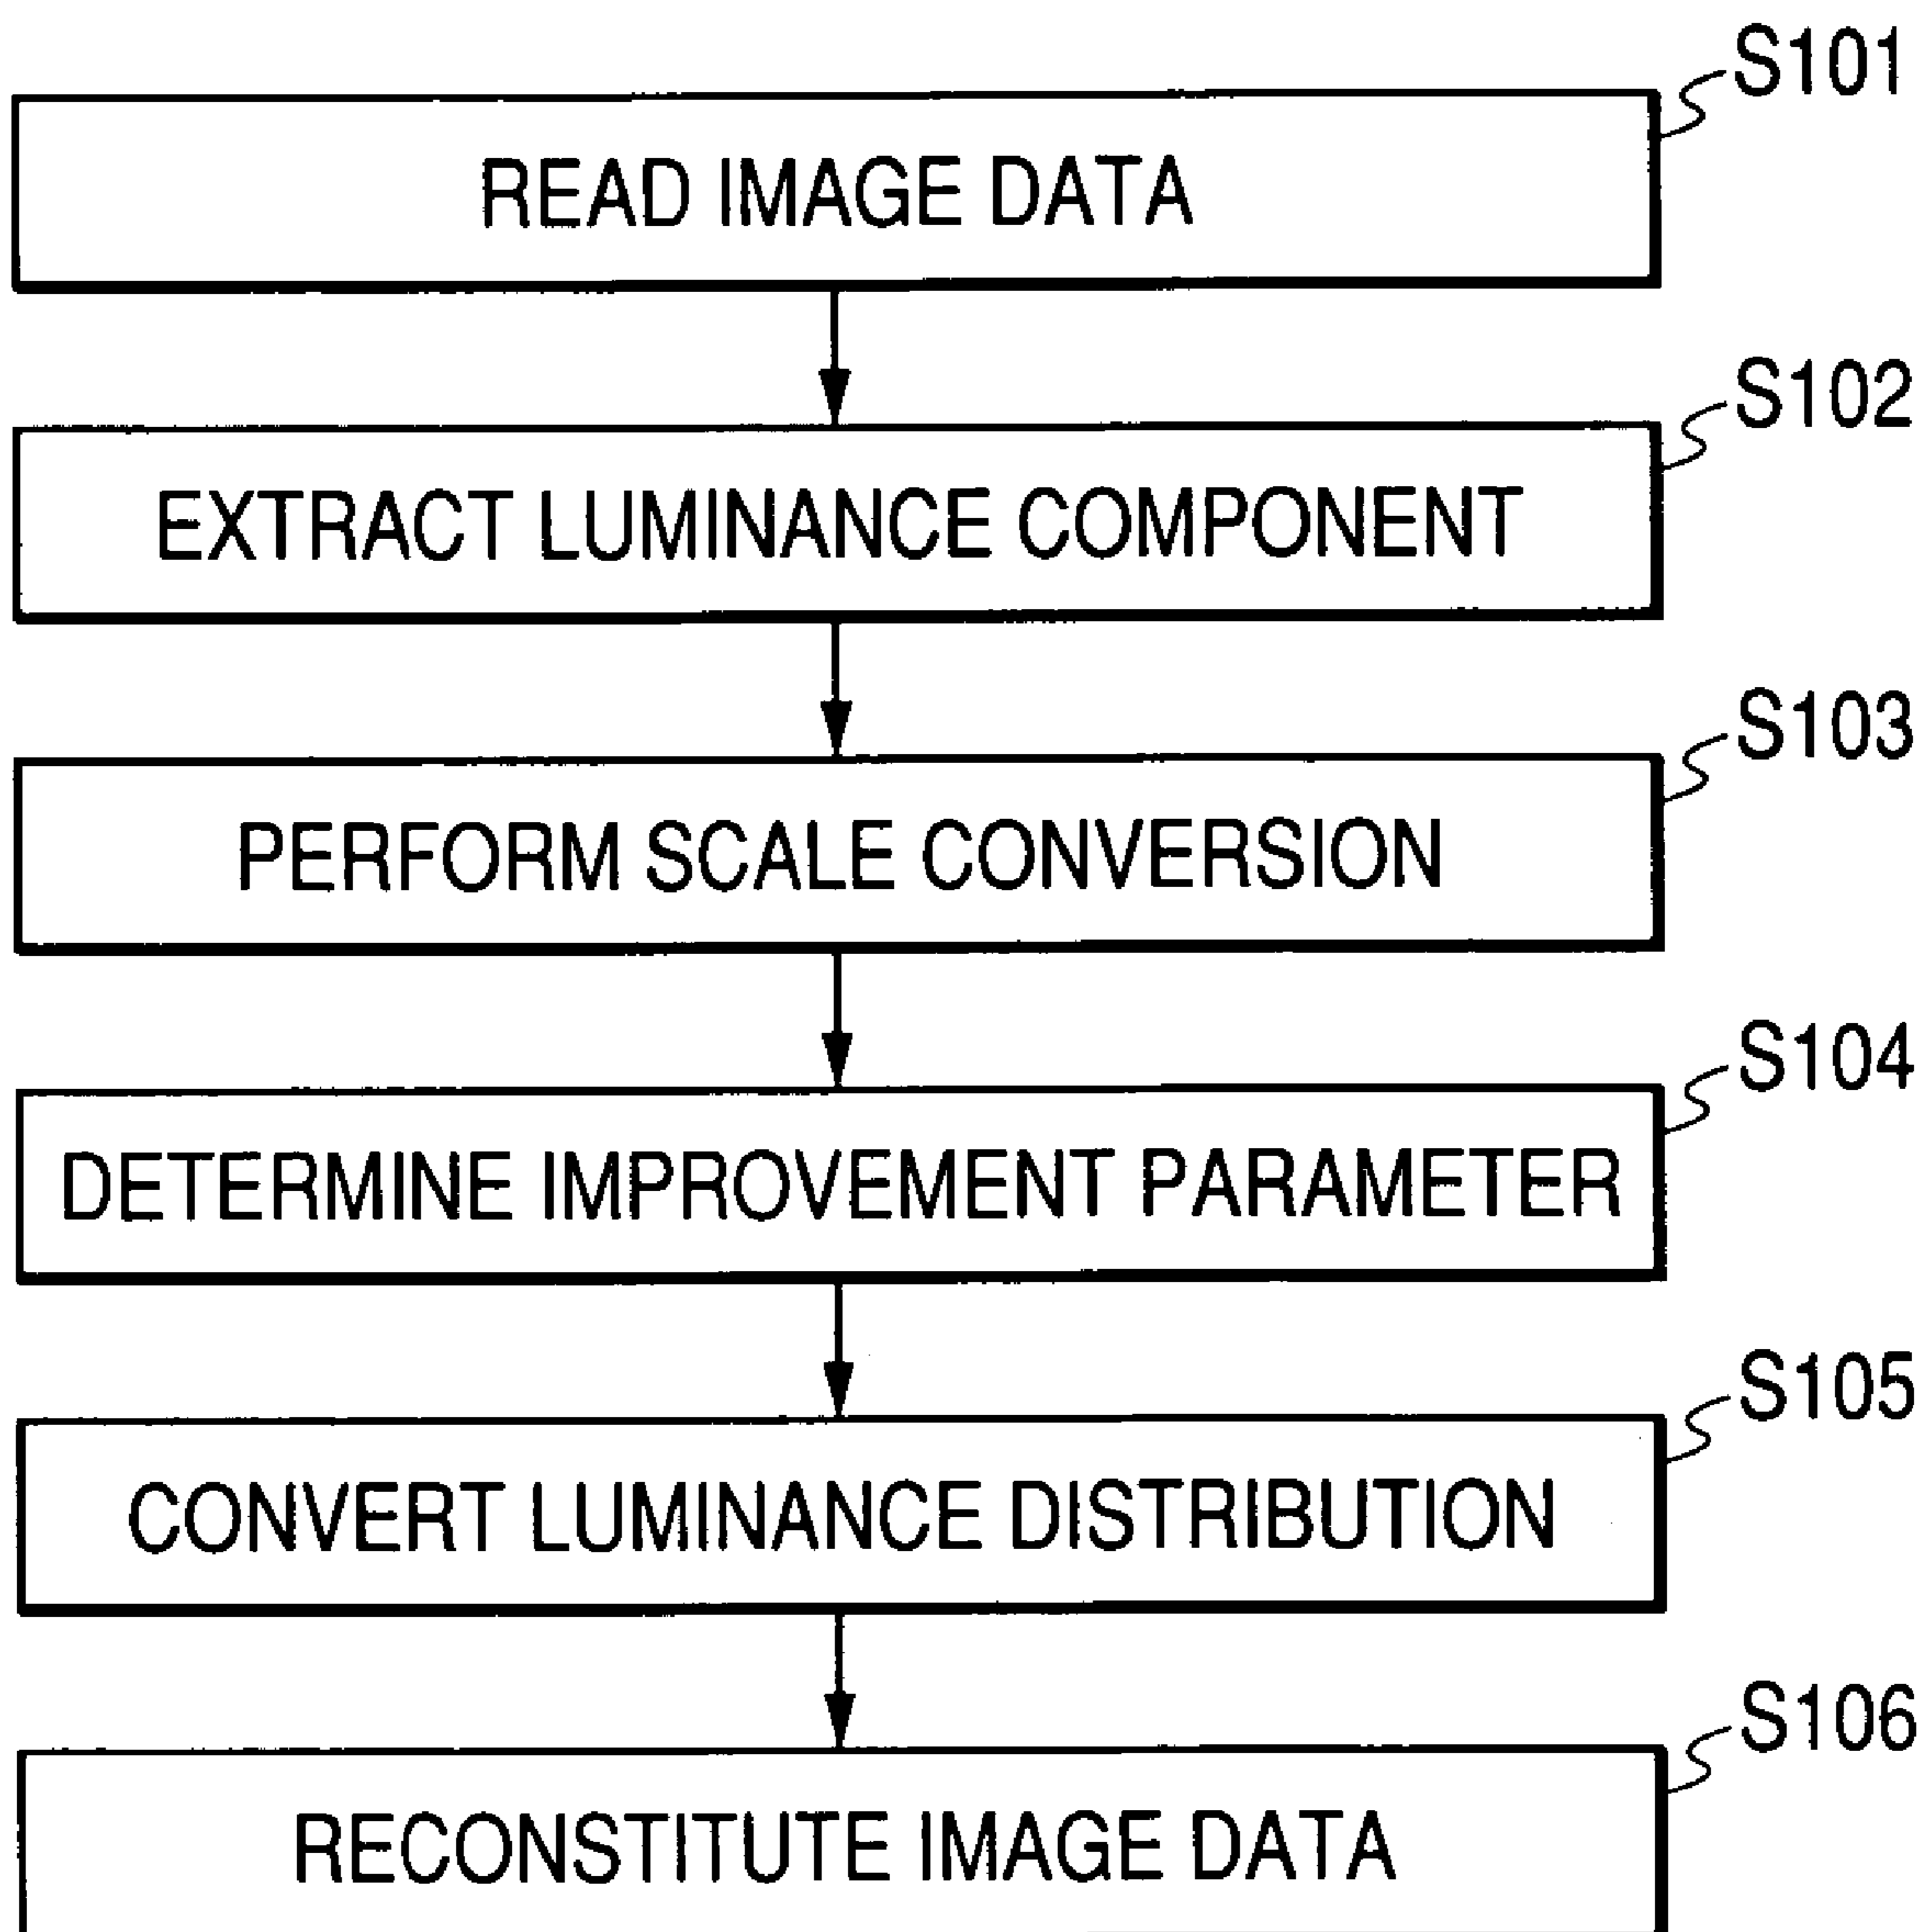 S101
READ IMAGE DATA
S102
EXTRACT LUMINANCE COMPONENT
S103
PERFORM SCALE CONVERSION
S104
DETERMINE IMPROVEMENT PARAMETER
S105
CONVERT LUMINANCE DISTRIBUTION
S106
RECONSTITUTE IMAGE DATA